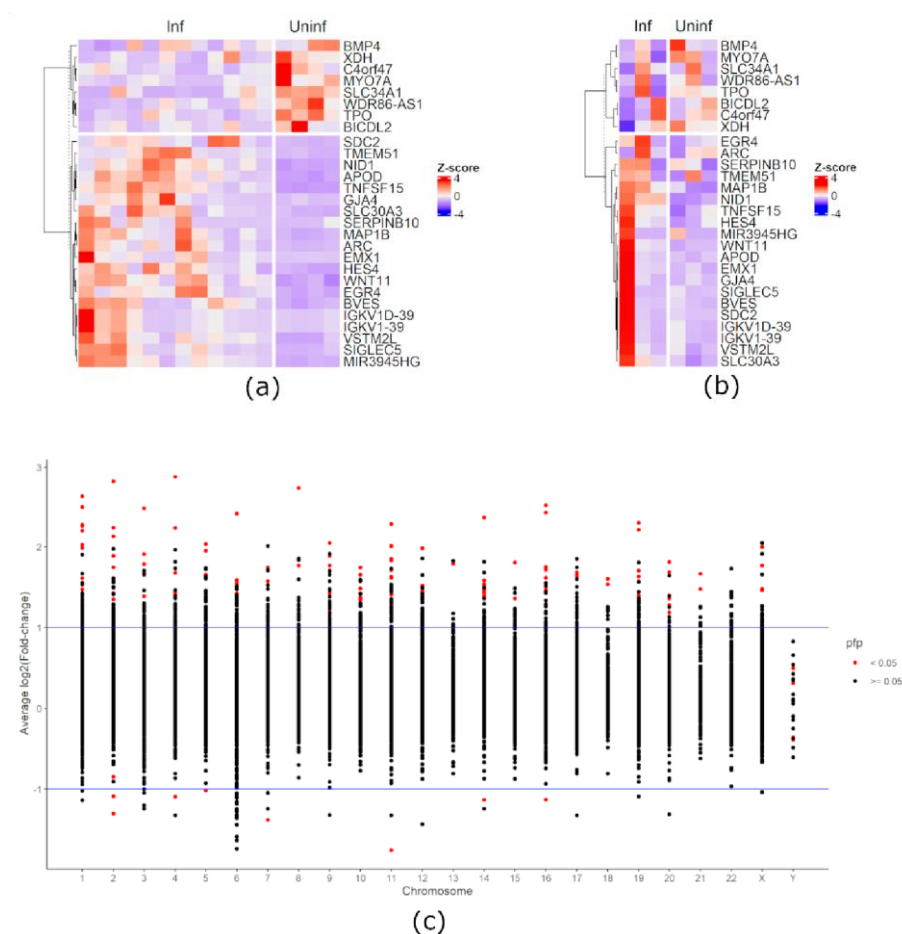 Inf Uninf
BMP4
XDH
C4orf47
MYO7A
SLC34A1
WDR86-AS1
TPO
BICDL2
SDC2
TMEM51
NID1
APOD
TNFSF15
GJA4
SLC30A3
SERPINB10
MAP1B
ARC
EMX1
HES4
WNT11
EGR4
BVES
IGKV1D-39
IGKV1-39
VSTM2L
SIGLEC5
MIR3945HG
Z-score
4
0
-4
(a)
Inf Uninf
BMP4
MYO7A
SLC34A1
WDR86-AS1
TPO
BICDL2
C4orf47
XDH
EGR4
ARC
SERPINB10
TMEM51
MAP1B
NID1
TNFSF15
HES4
MIR3945HG
WNT11
APOD
EMX1
GJA4
SIGLEC5
BVES
SDC2
IGKV1D-39
IGKV1-39
VSTM2L
SLC30A3
Z-score
4
0
-4
(b)
Average log2(Fold-change)
3
2
1
0
-1
1 2 3 4 5 6 7 8 9 10 11 12 13 14 15 16 17 18 19 20 21 22 X Y
Chromosome
pfp
< 0.05
>= 0.05
(c)